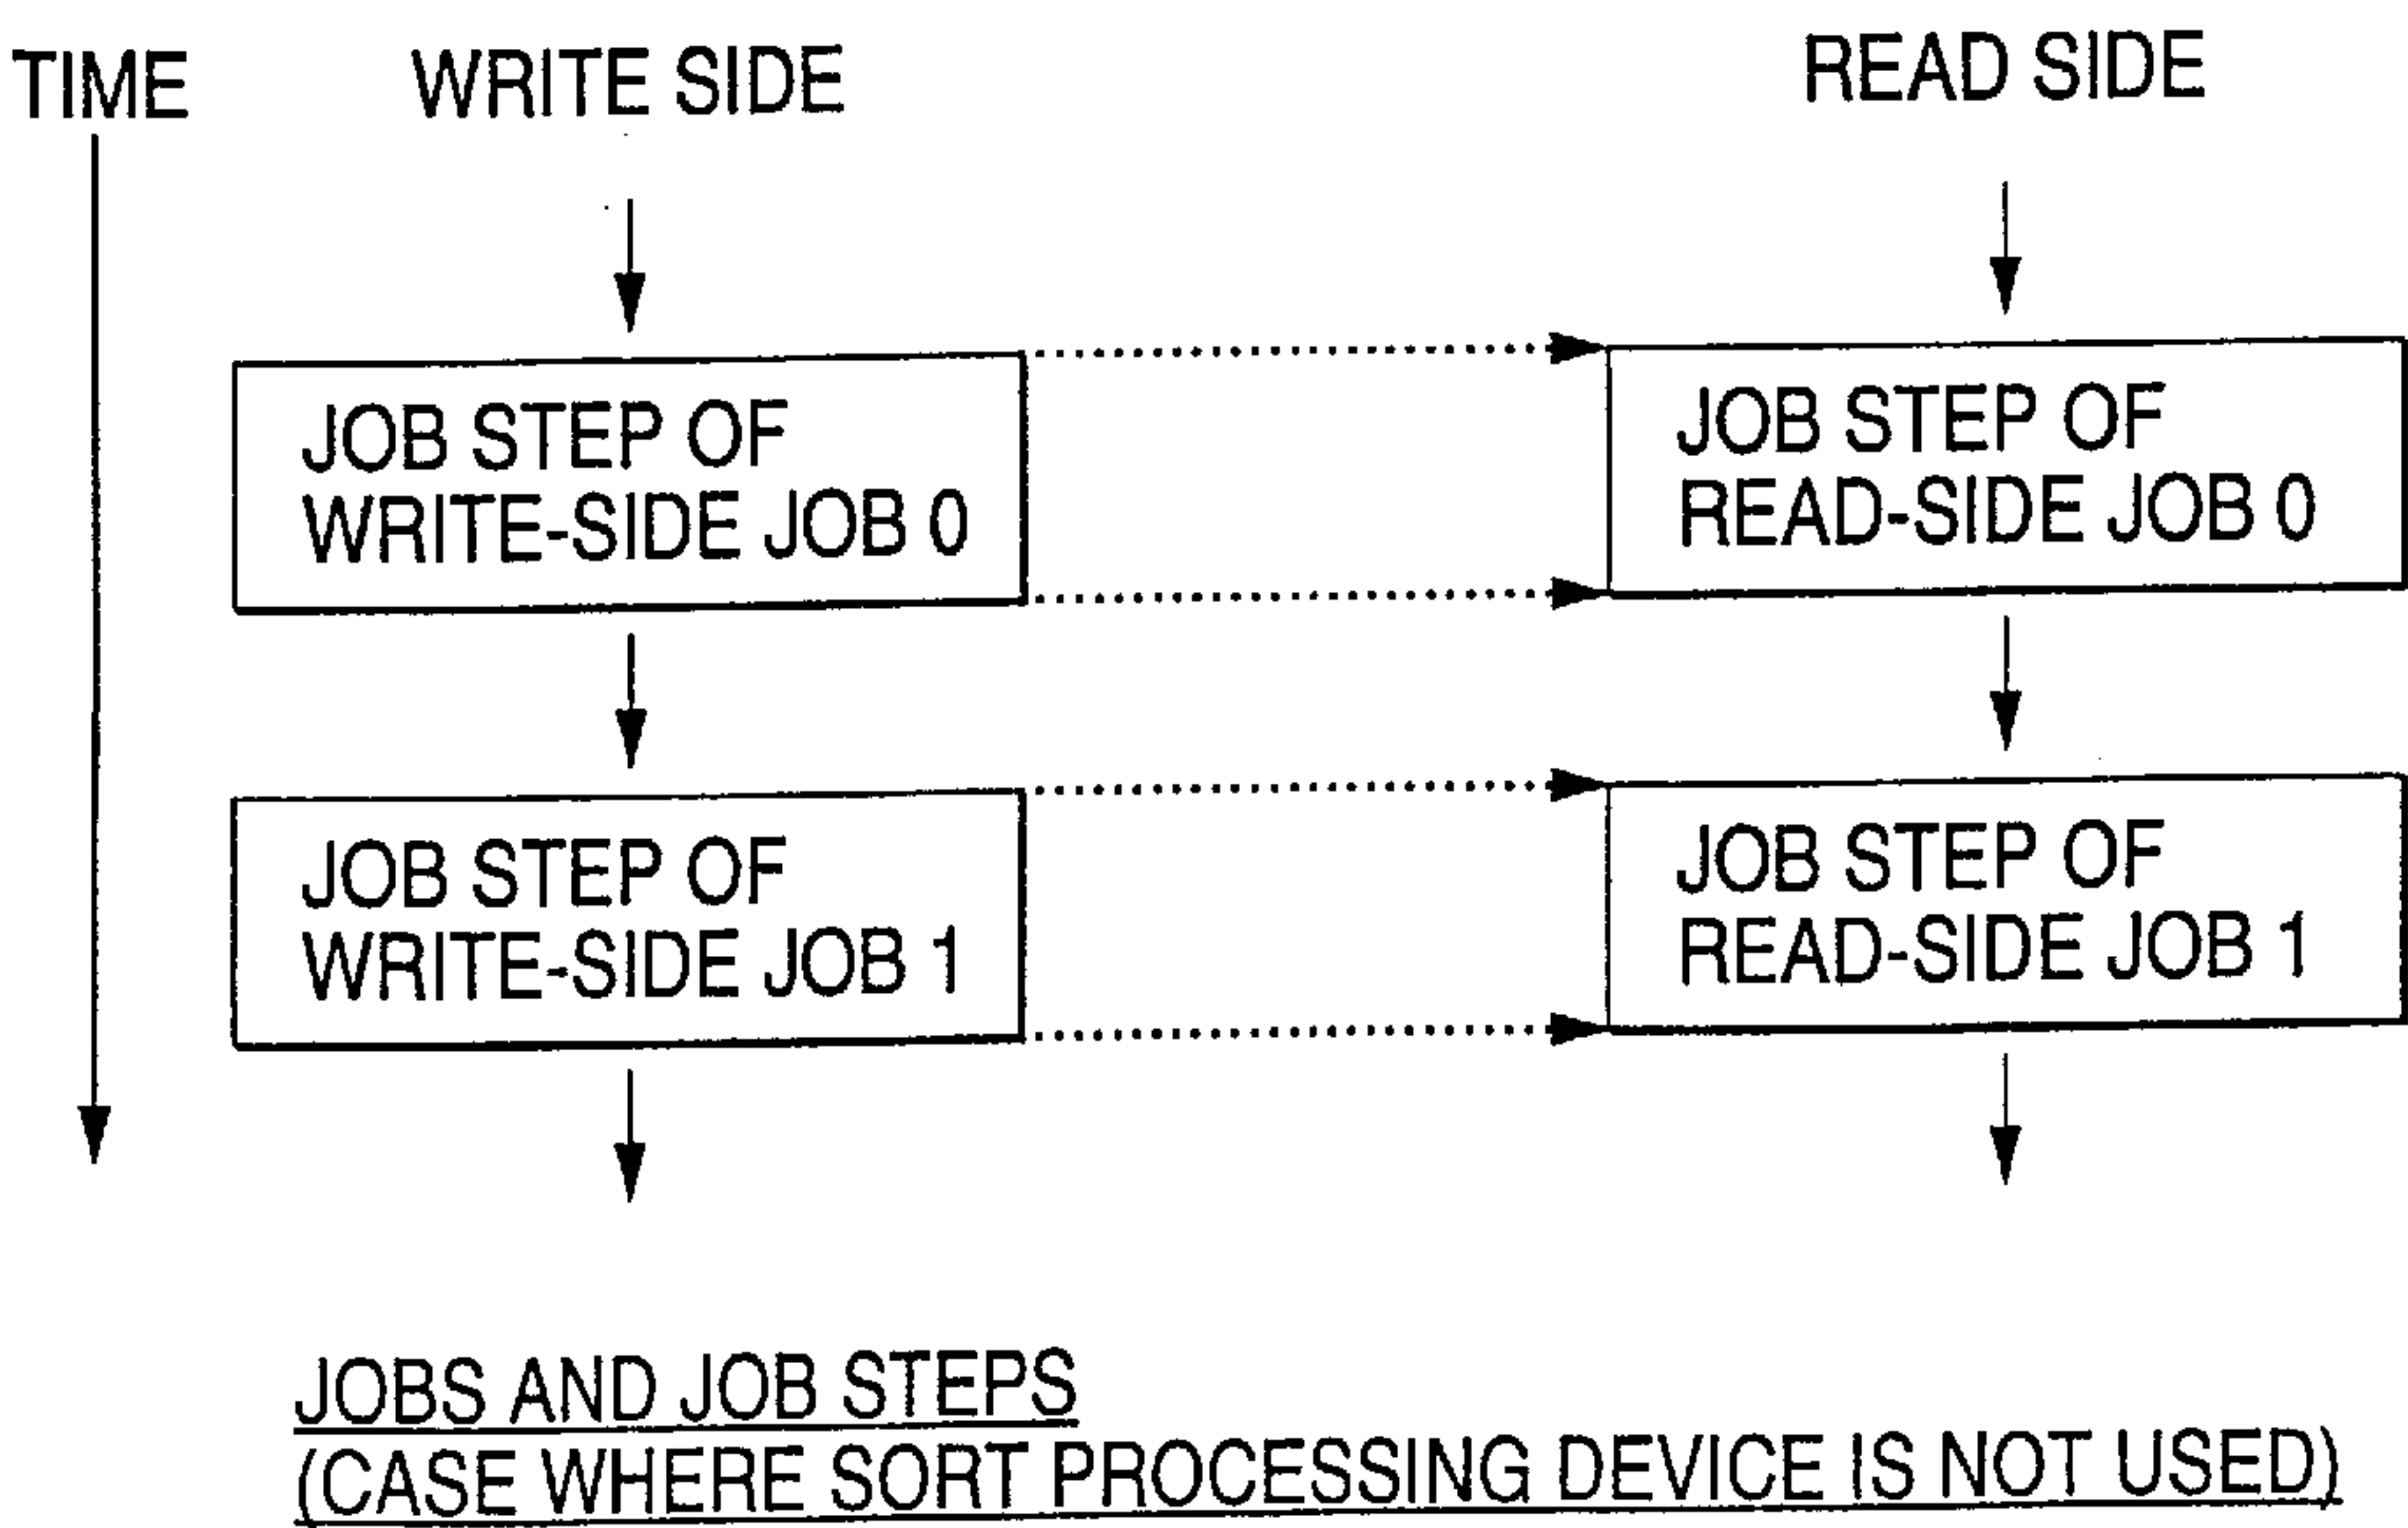 TIME
WRITE SIDE
READ SIDE
JOB STEP OF
WRITE-SIDE JOB 0
JOB STEP OF
READ-SIDE JOB 0
JOB STEP OF
WRITE-SIDE JOB 1
JOB STEP OF
READ-SIDE JOB 1
JOBS AND JOB STEPS
(CASE WHERE SORT PROCESSING DEVICE IS NOT USED)